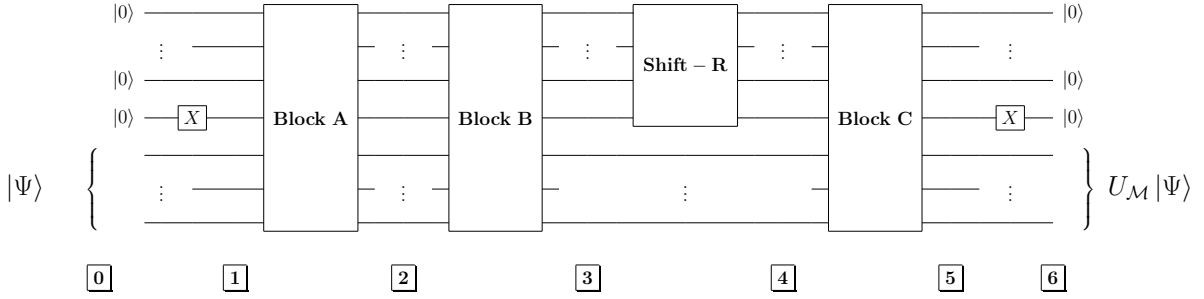 |0⟩ |0⟩
⋮ ⋮ ⋮ ⋮ ⋮
Shift − R
|0⟩ |0⟩
|0⟩ X Block A Block B Block C X |0⟩
|Ψ⟩ { ⋮ ⋮ ⋮ ⋮ } U_ℳ |Ψ⟩
0 1 2 3 4 5 6